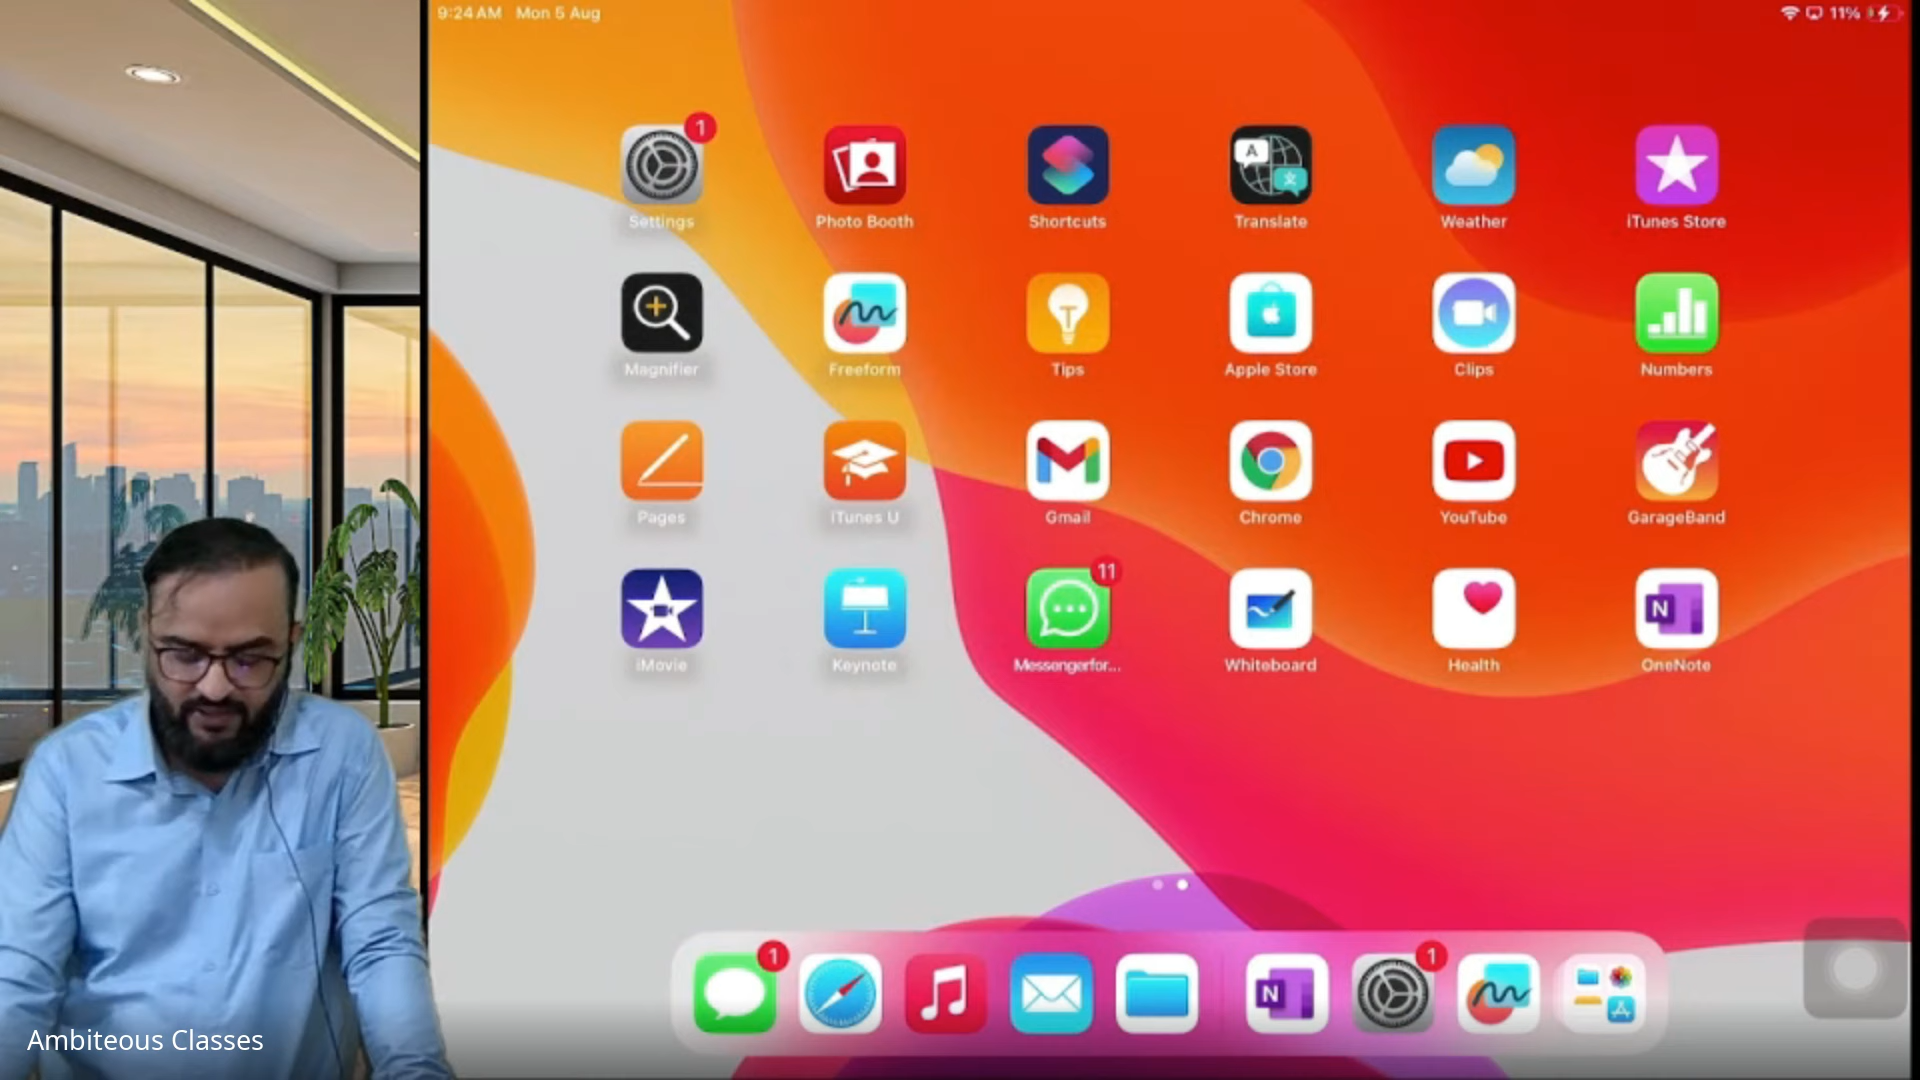 9:24 AM Mon 5 Aug
11%
1
Settings
Photo Booth
Shortcuts
A
文
Translate
Weather
iTunes Store
Magnifier
Freeform
T
Tips
Apple Store
Clips
Numbers
Pages
iTunes U
Gmail
Chrome
YouTube
GarageBand
iMovie
Keynote
11
Messengerfor...
Whiteboard
Health
N
OneNote
1
N
1
Ambiteous Classes